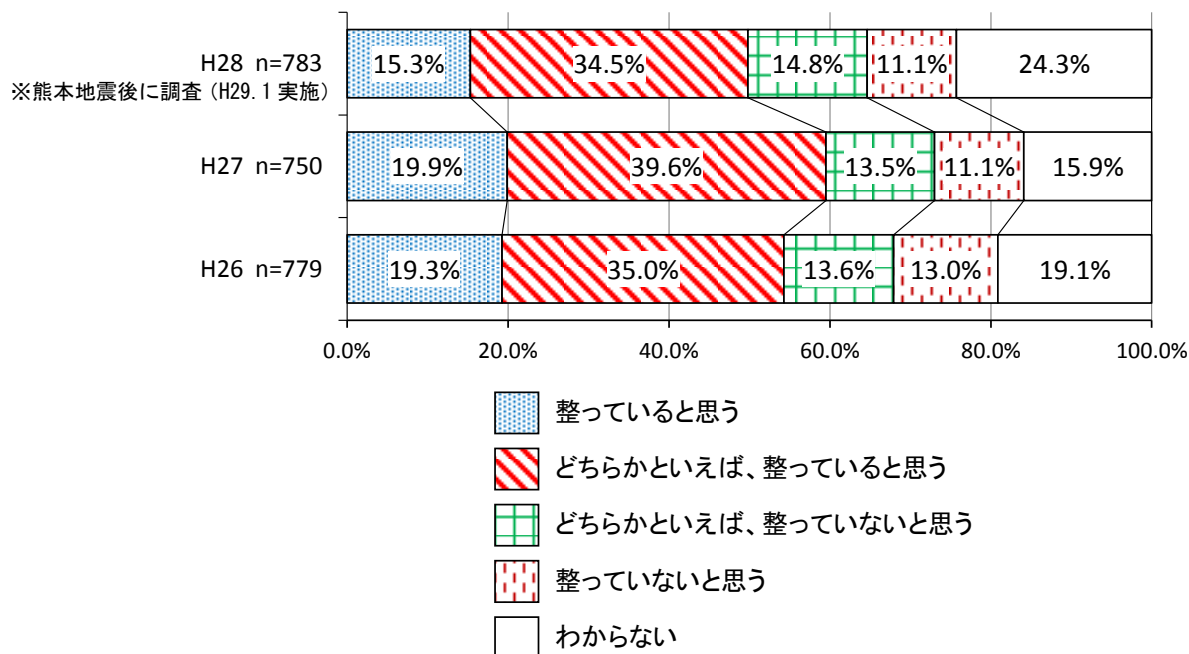 H28 n=783
※熊本地震後に調査（H29.1 実施）
15.3% 34.5% 14.8% 11.1% 24.3%
H27 n=750
19.9% 39.6% 13.5% 11.1% 15.9%
H26 n=779
19.3% 35.0% 13.6% 13.0% 19.1%
0.0% 20.0% 40.0% 60.0% 80.0% 100.0%
整っていると思う
どちらかといえば、整っていると思う
どちらかといえば、整っていないと思う
整っていないと思う
わからない